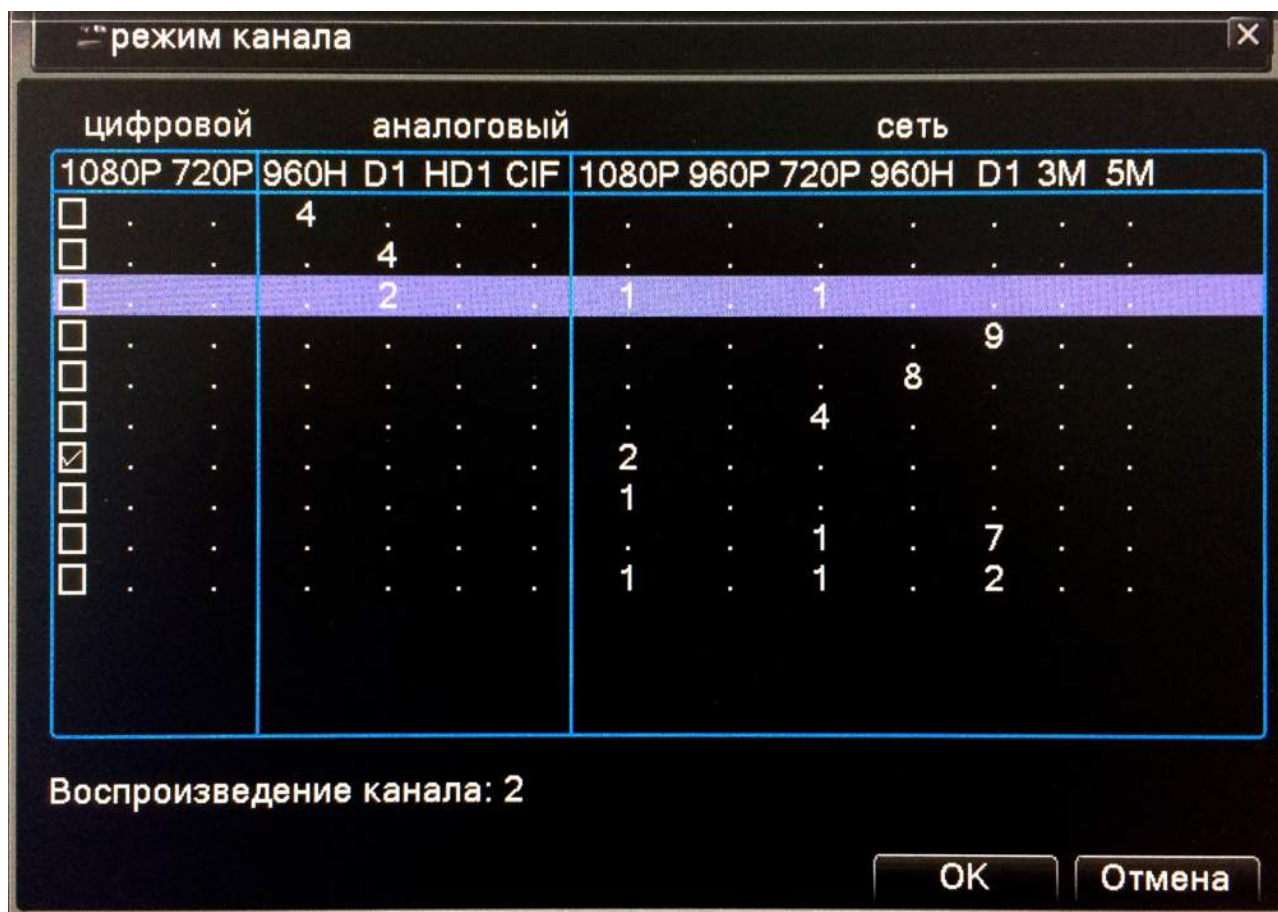 режим канала
цифровой аналоговый сеть
1080P 720P 960H D1 HD1 CIF 1080P 960P 720P 960H D1 3M 5M
. . 4 . . . . . . . . . .
. . . 4 . . . . . . . . .
. . . 2 . . 1 . 1 . . . .
. . . . . . . . . . 9 . .
. . . . . . . . . 8 . . .
. . . . . . . . 4 . . . .
. . . . . . 2 . . . . . .
. . . . . . 1 . . . . . .
. . . . . . . . 1 . 7 . .
. . . . . . 1 . 1 . 2 . .
Воспроизведение канала: 2
OK Отмена